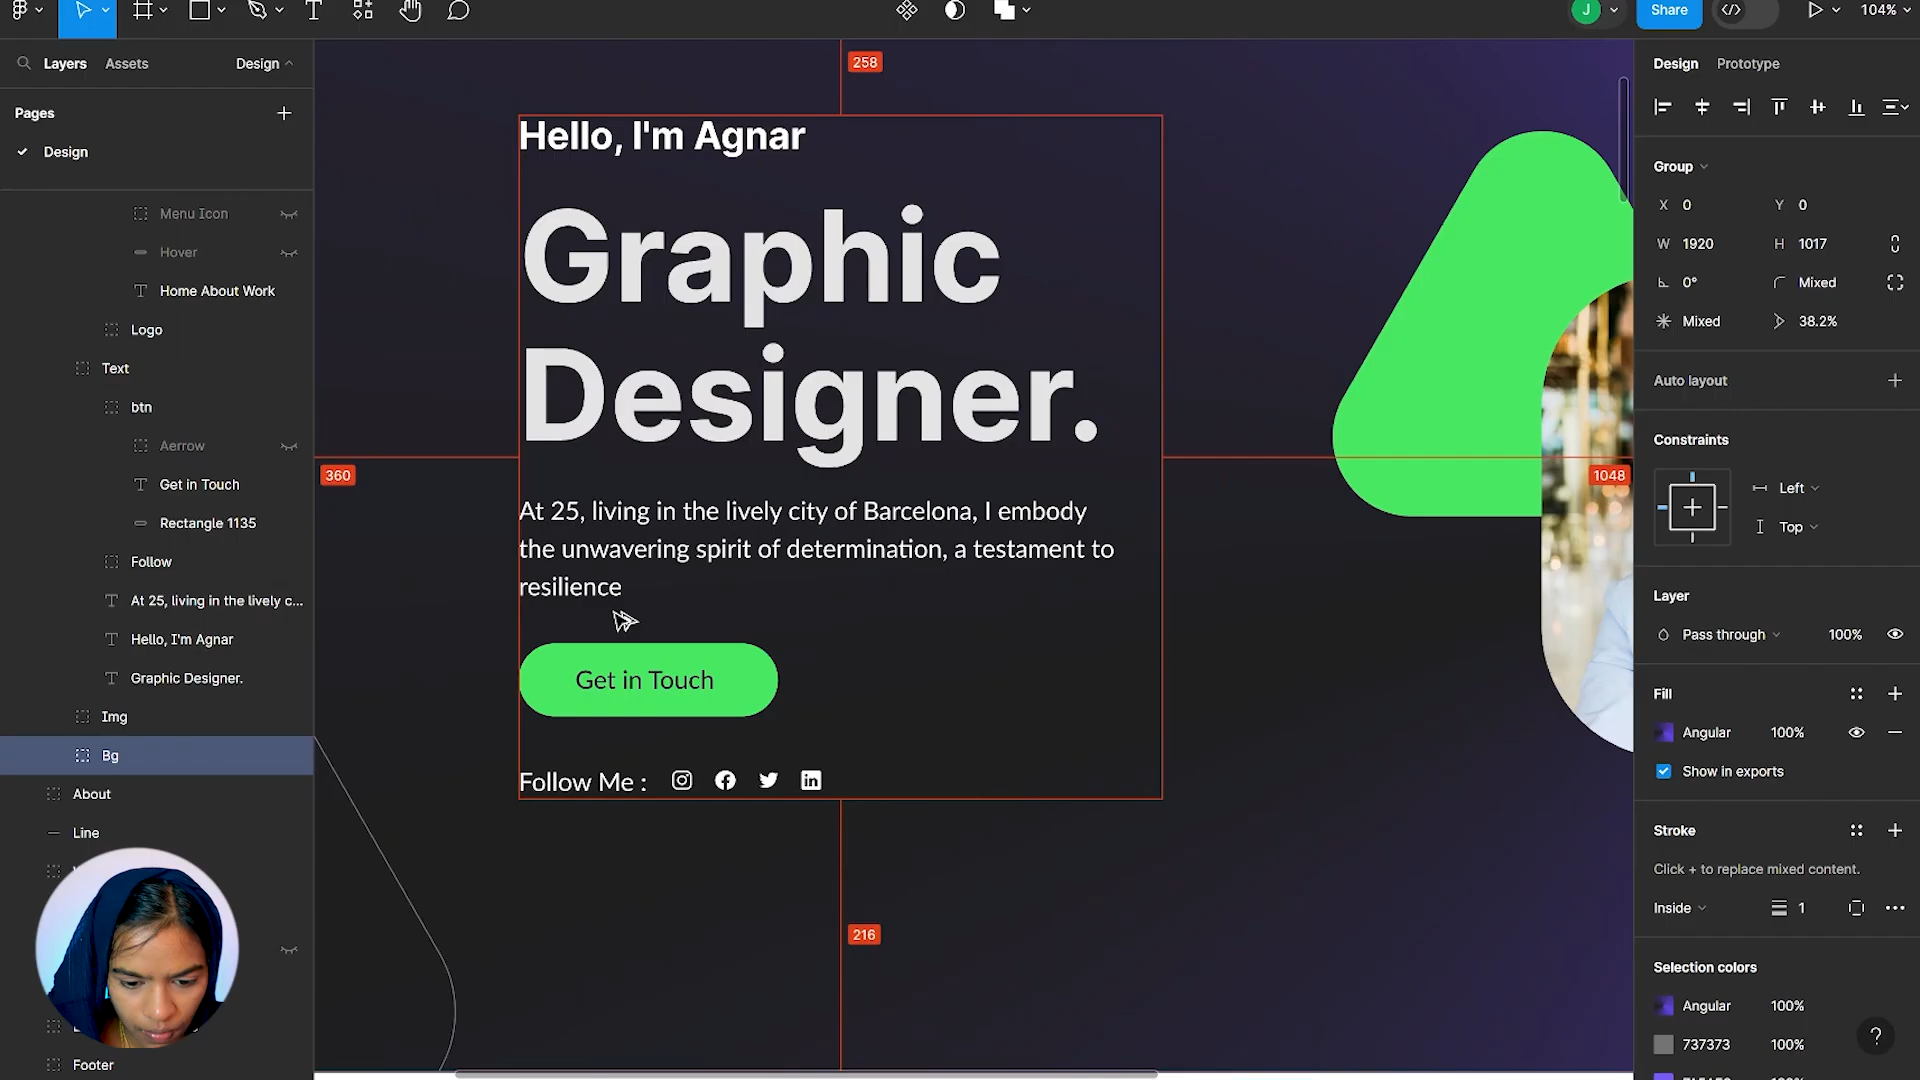 J
Share
104%
Layers
Assets
Design
Pages
Design
Menu Icon
Hover
Home About Work
Logo
Text
btn
Aerrow
Get in Touch
Rectangle 1135
Follow
At 25, living in the lively c...
Hello, I'm Agnar
Graphic Designer.
Img
Bg
About
Line
Footer
258
Hello, I'm Agnar
Graphic
Designer.
360
1048
At 25, living in the lively city of Barcelona, I embody
the unwavering spirit of determination, a testament to
resilience
Get in Touch
Follow Me :
216
Design
Prototype
Group
X 0
Y 0
W 1920
H 1017
0°
Mixed
Mixed
38.2%
Auto layout
Constraints
Left
Top
Layer
Pass through
100%
Fill
Angular
100%
Show in exports
Stroke
Click + to replace mixed content.
Inside
1
Selection colors
Angular
100%
737373
100%
?